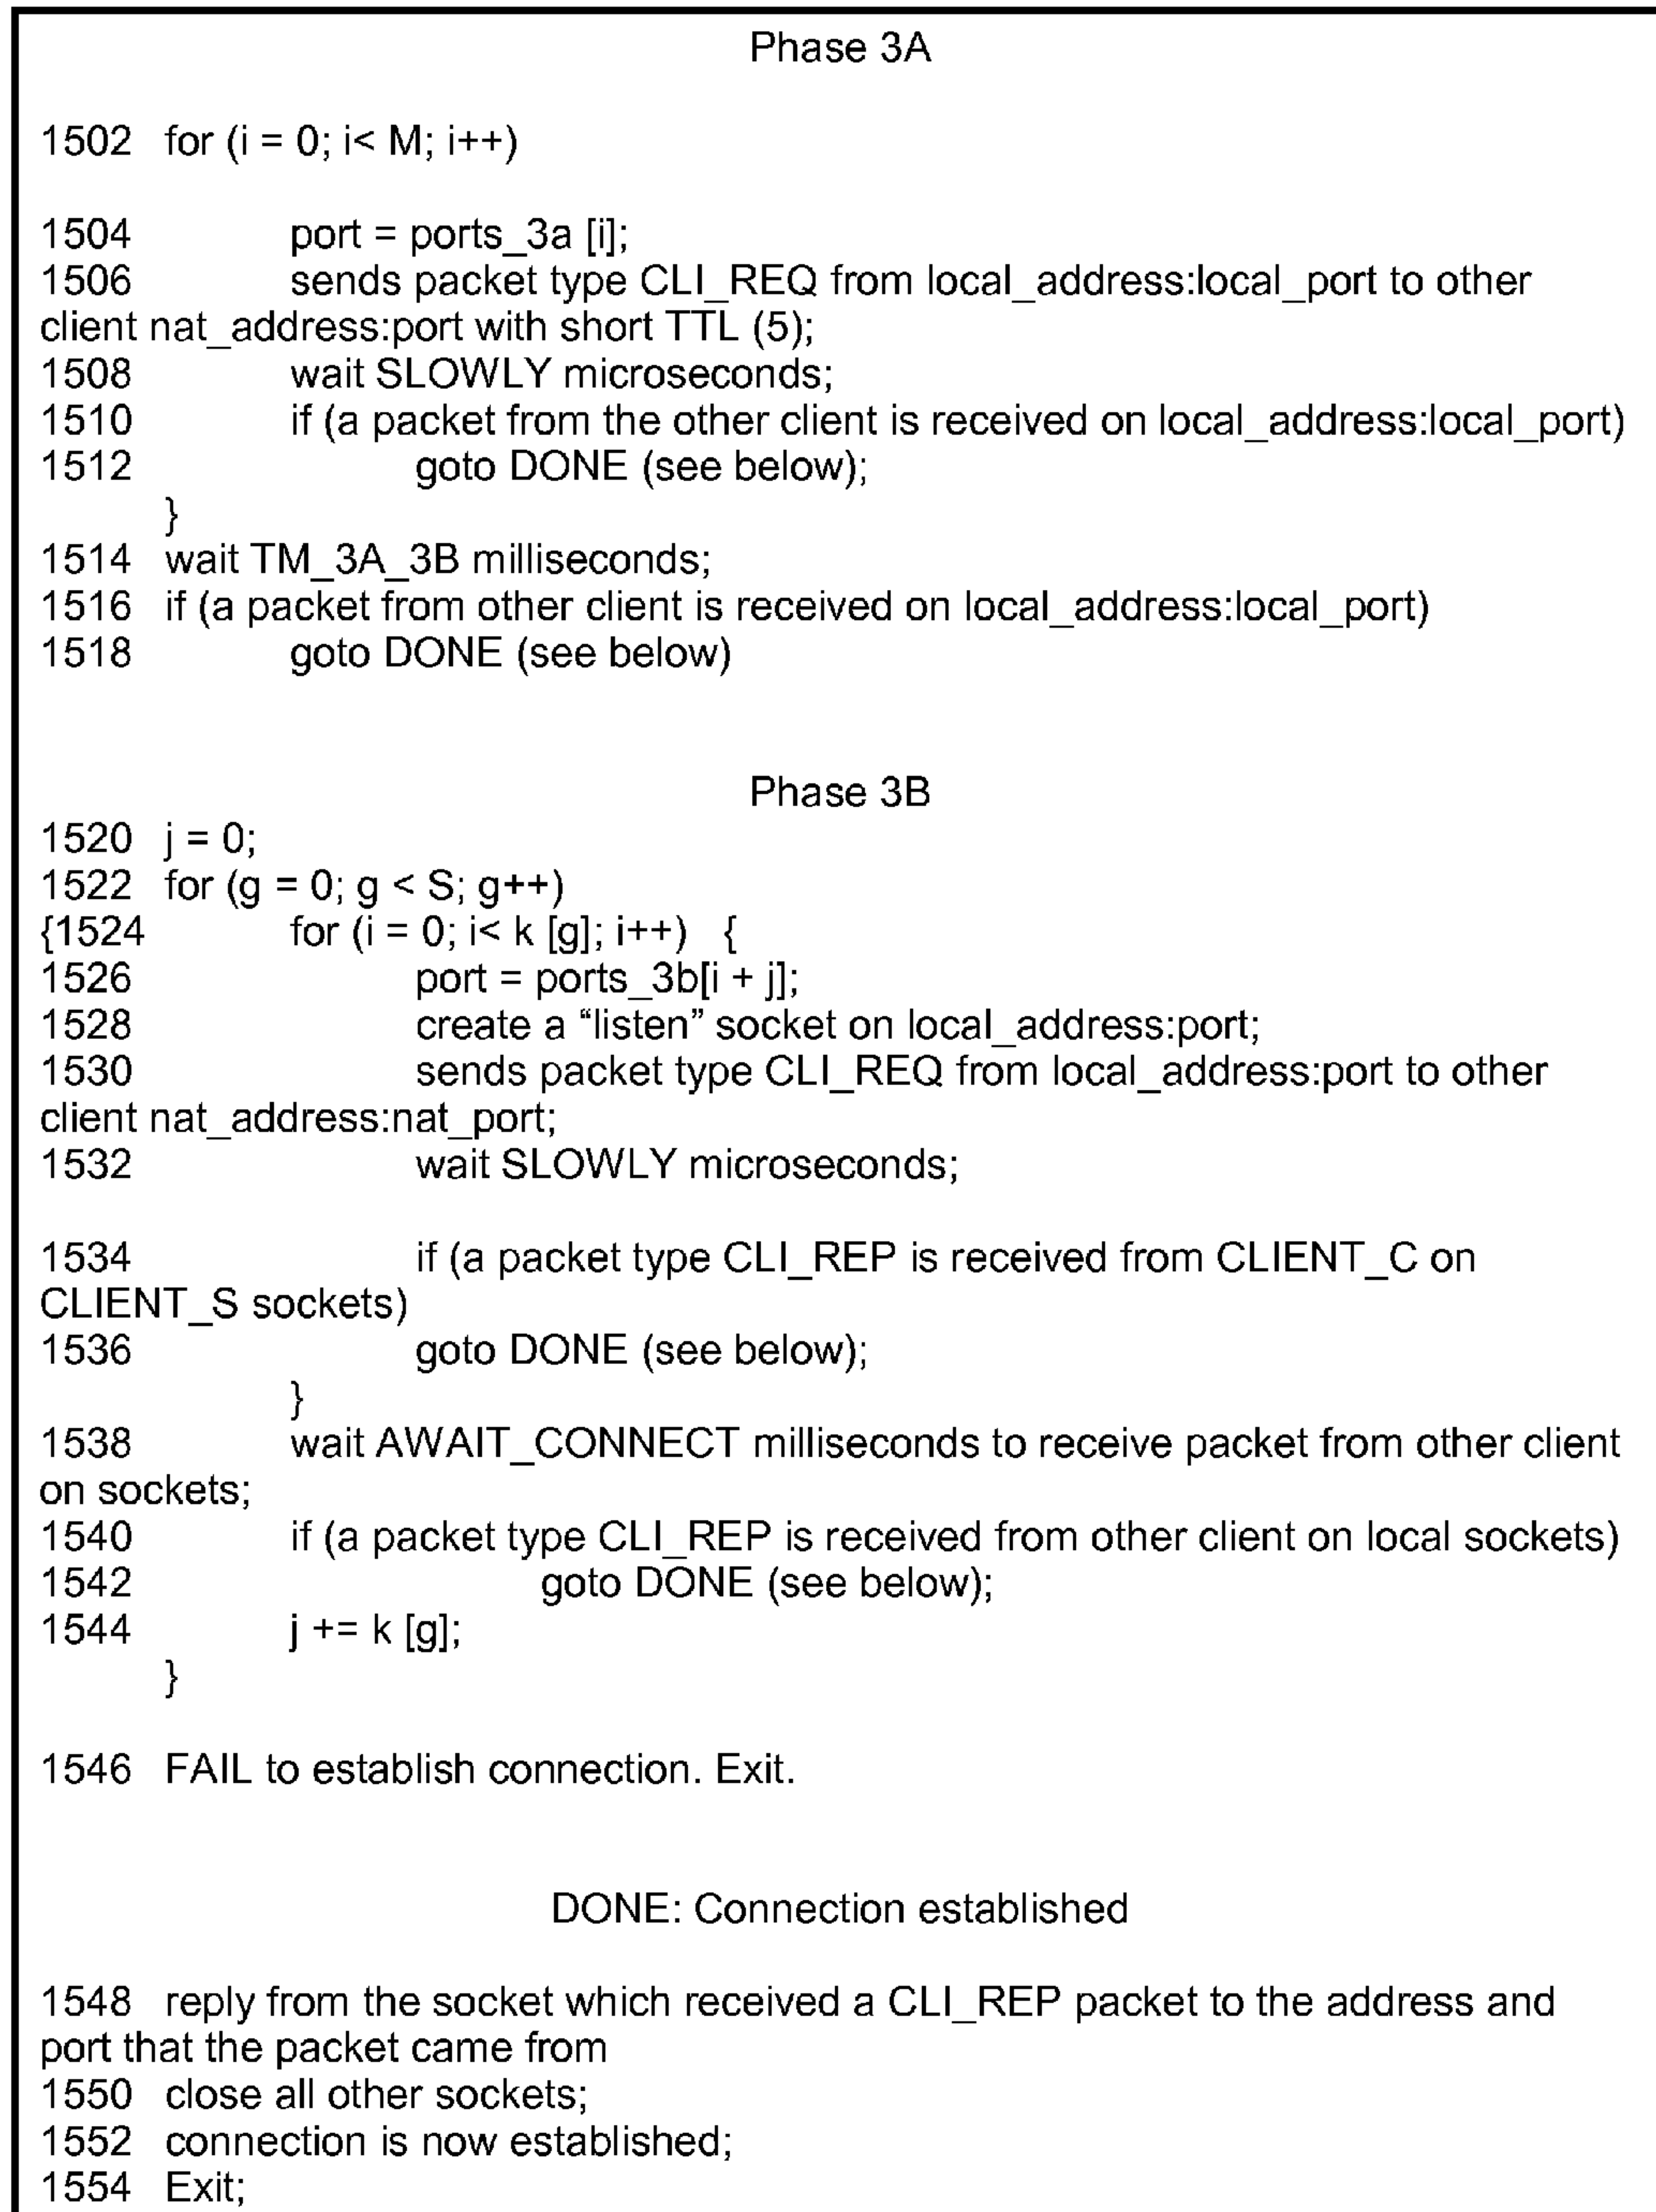 Phase 3A
1502 for (i = 0; i< M; i++)
1504 port = ports_3a [i];
1506 sends packet type CLI_REQ from local_address:local_port to other
client nat_address:port with short TTL (5);
1508 wait SLOWLY microseconds;
1510 if (a packet from the other client is received on local_address:local_port)
1512 goto DONE (see below);
}
1514 wait TM_3A_3B milliseconds;
1516 if (a packet from other client is received on local_address:local_port)
1518 goto DONE (see below)
Phase 3B
1520 j = 0;
1522 for (g = 0; g < S; g++)
{1524 for (i = 0; i< k [g]; i++) {
1526 port = ports_3b[i + j];
1528 create a “listen” socket on local_address:port;
1530 sends packet type CLI_REQ from local_address:port to other
client nat_address:nat_port;
1532 wait SLOWLY microseconds;
1534 if (a packet type CLI_REP is received from CLIENT_C on
CLIENT_S sockets)
1536 goto DONE (see below);
}
1538 wait AWAIT_CONNECT milliseconds to receive packet from other client
on sockets;
1540 if (a packet type CLI_REP is received from other client on local sockets)
1542 goto DONE (see below);
1544 j += k [g];
}
1546 FAIL to establish connection. Exit.
DONE: Connection established
1548 reply from the socket which received a CLI_REP packet to the address and
port that the packet came from
1550 close all other sockets;
1552 connection is now established;
1554 Exit;